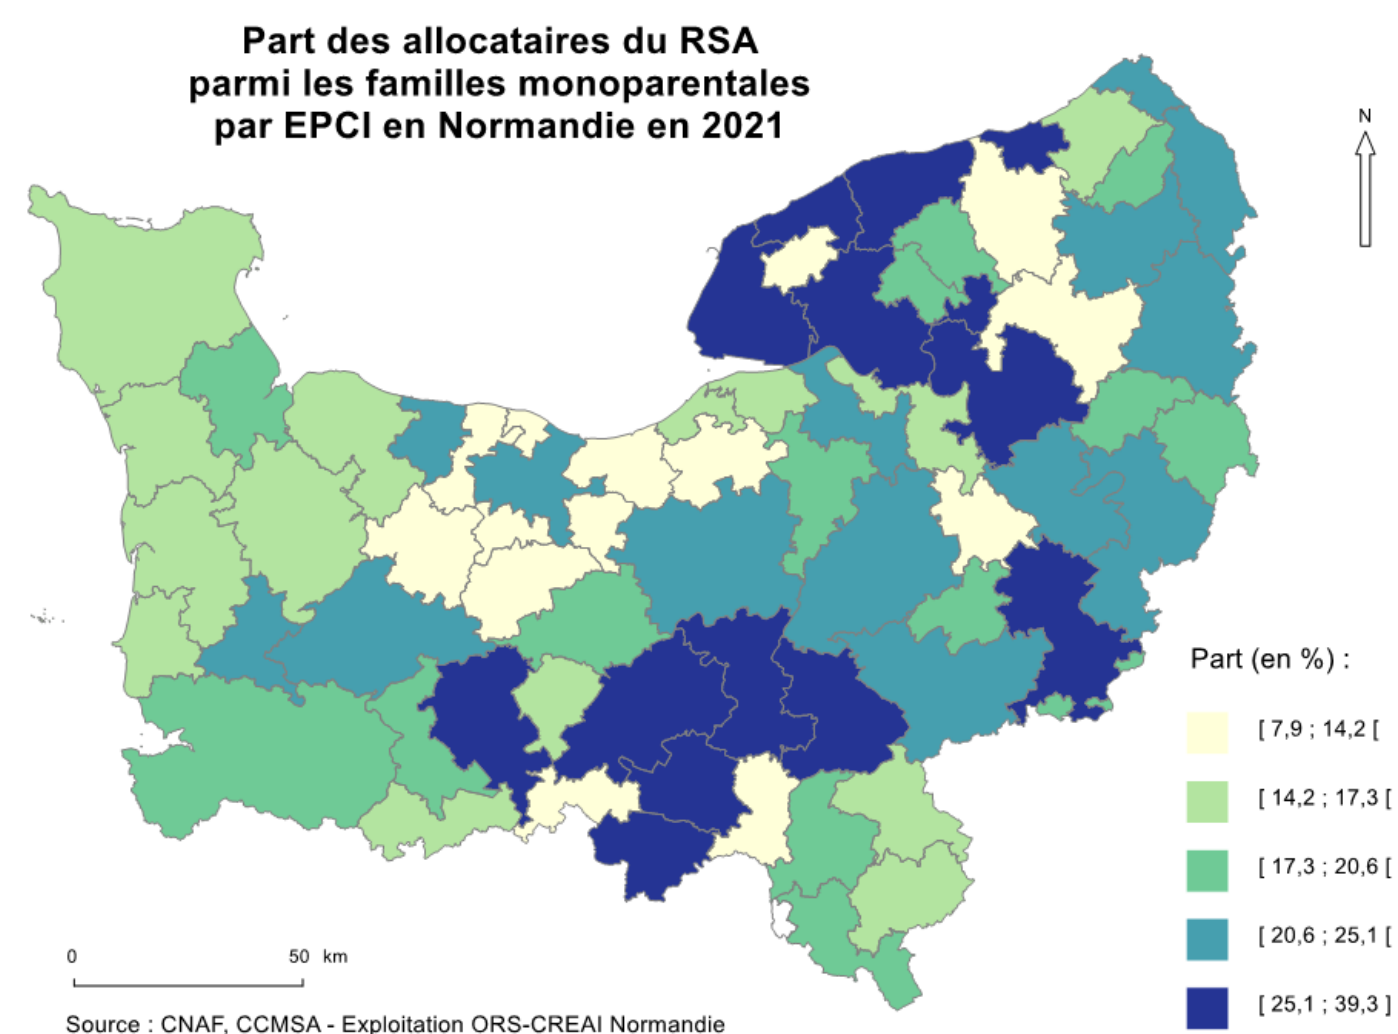 Part des allocataires du RSA
parmi les familles monoparentales
par EPCI en Normandie en 2021
N
Part (en %) :
[ 7,9 ; 14,2 [
[ 14,2 ; 17,3 [
[ 17,3 ; 20,6 [
[ 20,6 ; 25,1 [
[ 25,1 ; 39,3 ]
0 50 km
Source : CNAF, CCMSA - Exploitation ORS-CREAI Normandie